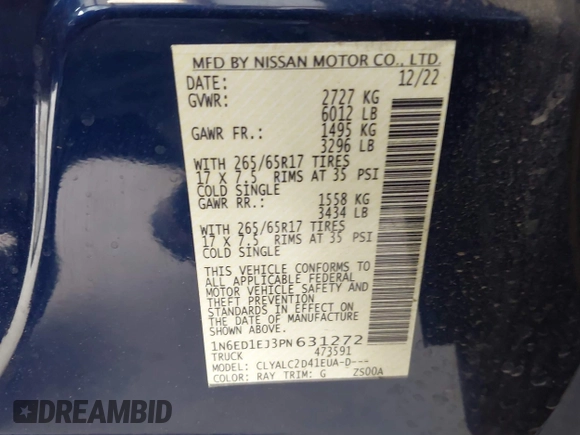 MFD BY NISSAN MOTOR CO., LTD.
DATE: 12/22
GVWR: 2727 KG
6012 LB
GAWR FR.: 1495 KG
3296 LB
WITH 265/65R17 TIRES
17 X 7.5 RIMS AT 35 PSI
COLD SINGLE
GAWR RR.: 1558 KG
3434 LB
WITH 265/65R17 TIRES
17 X 7.5 RIMS AT 35 PSI
COLD SINGLE
THIS VEHICLE CONFORMS TO
ALL APPLICABLE FEDERAL
MOTOR VEHICLE SAFETY AND
THEFT PREVENTION
STANDARDS IN EFFECT ON
THE DATE OF MANUFACTURE
SHOWN ABOVE.
1N6ED1EJ3PN631272
TRUCK 473591
MODEL: CLYALC2D41EUA-D---
COLOR: RAY TRIM: G ZS00A
STAT.VIN AUTOBIDHISTORY